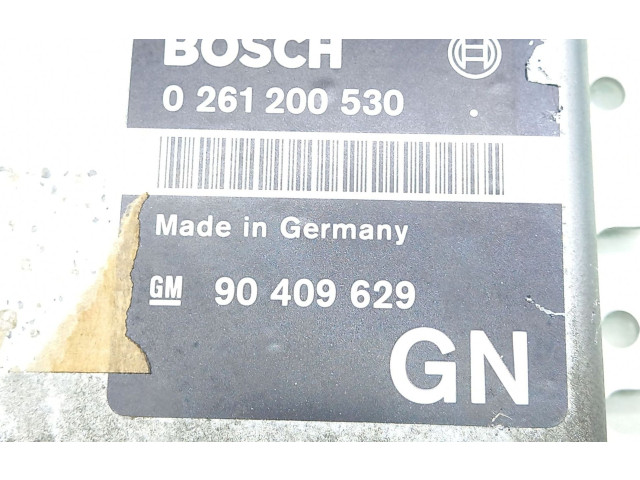 BOSCH
0 261 200 530
Made in Germany
GM 90 409 629
GN